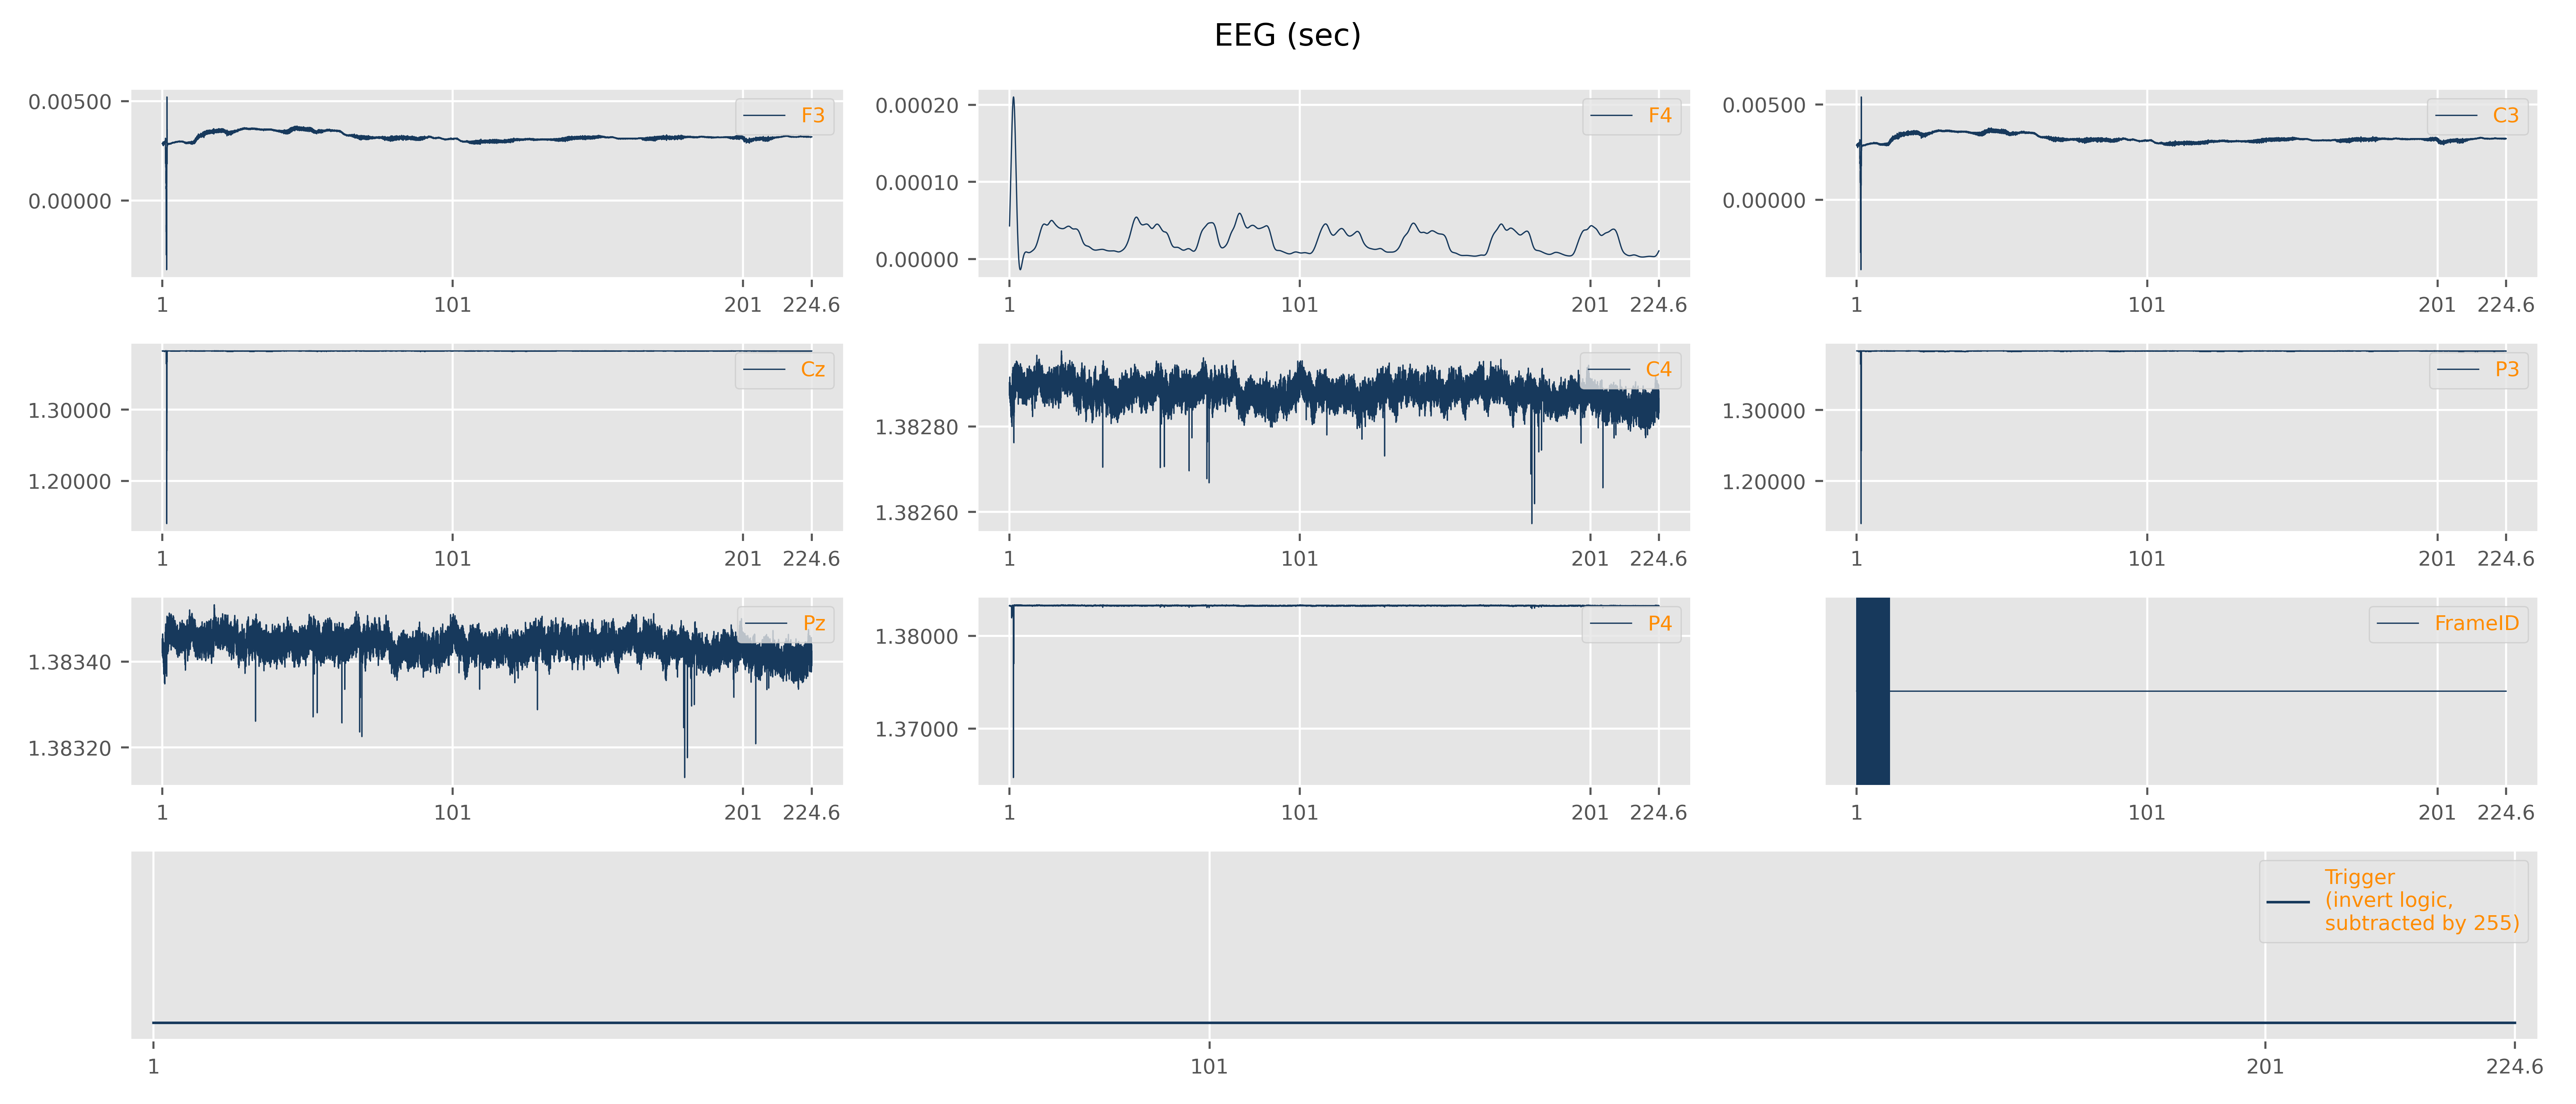 EEG (sec)
0.00500
0.00000
F3
1 101 201 224.6
0.00020
0.00010
0.00000
F4
1 101 201 224.6
0.00500
0.00000
C3
1 101 201 224.6
1.30000
1.20000
Cz
1 101 201 224.6
1.38280
1.38260
C4
1 101 201 224.6
1.30000
1.20000
P3
1 101 201 224.6
1.38340
1.38320
Pz
1 101 201 224.6
1.38000
1.37000
P4
1 101 201 224.6
FrameID
1 101 201 224.6
Trigger
(invert logic,
subtracted by 255)
1 101 201 224.6